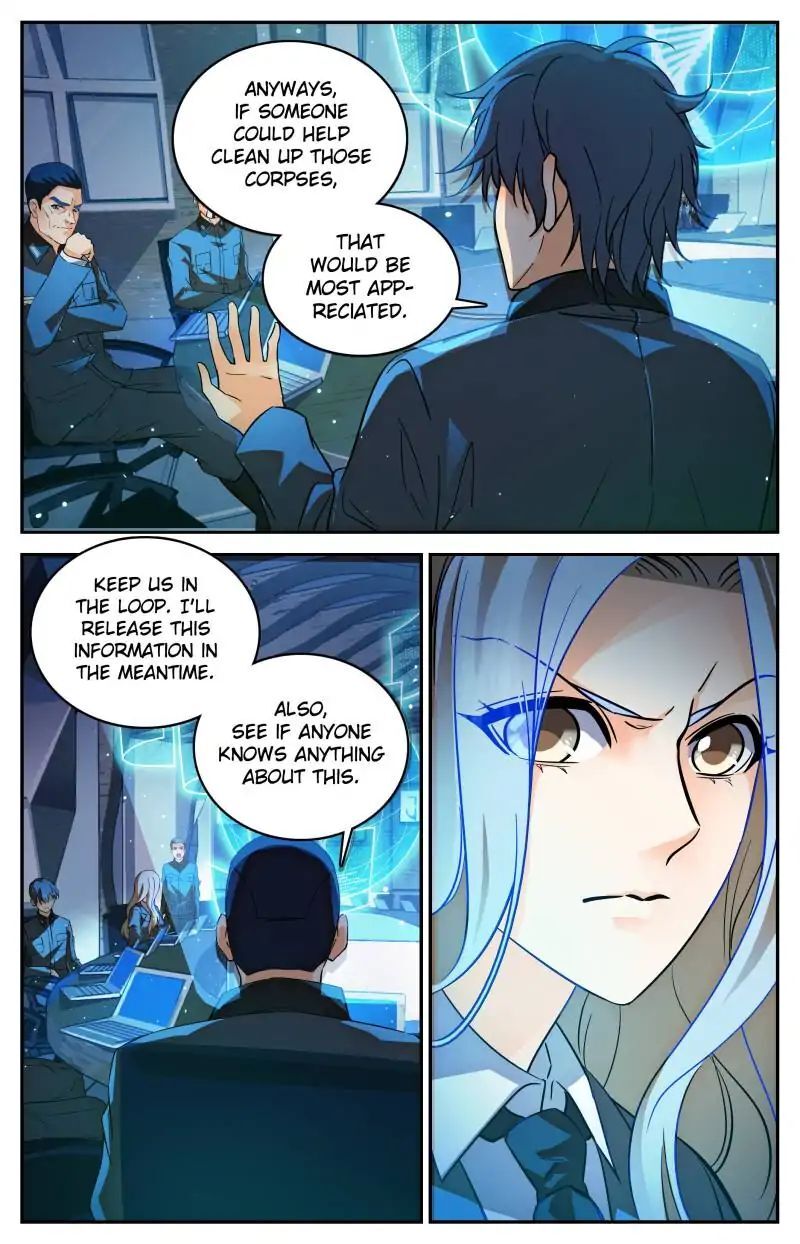 ANYWAYS,
IF SOMEONE
COULD HELP
CLEAN UP THOSE
CORPSES,
THAT
WOULD BE
MOST APP-
RECIATED.
KEEP US IN
THE LOOP. I'LL
RELEASE THIS
INFORMATION
IN THE MEANTIME.
ALSO,
SEE IF ANYONE
KNOWS ANYTHING
ABOUT THIS.